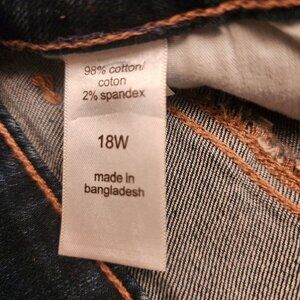 98% cotton/
coton
2% spandex
18W
made in
bangladesh